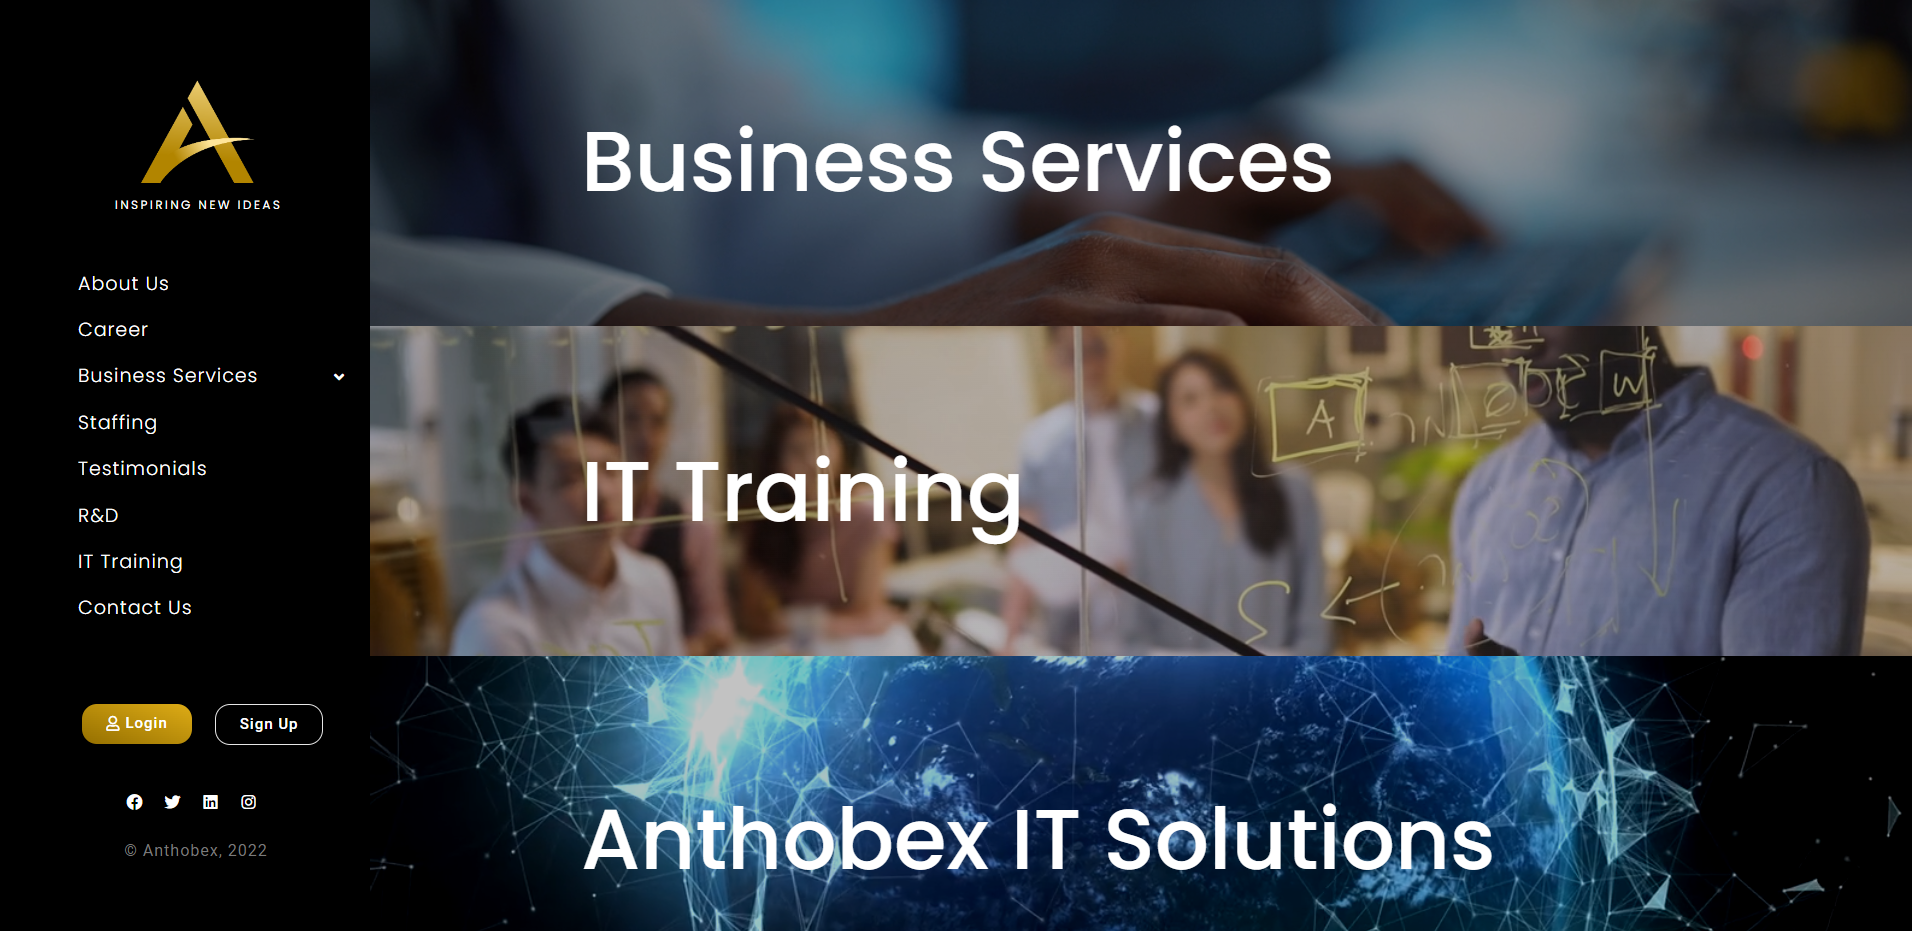 INSPIRING NEW IDEAS
About Us
Career
Business Services
Staffing
Testimonials
R&D
IT Training
Contact Us
Login
Sign Up
© Anthobex, 2022
Business Services
IT Training
A
W
S
Anthobex IT Solutions